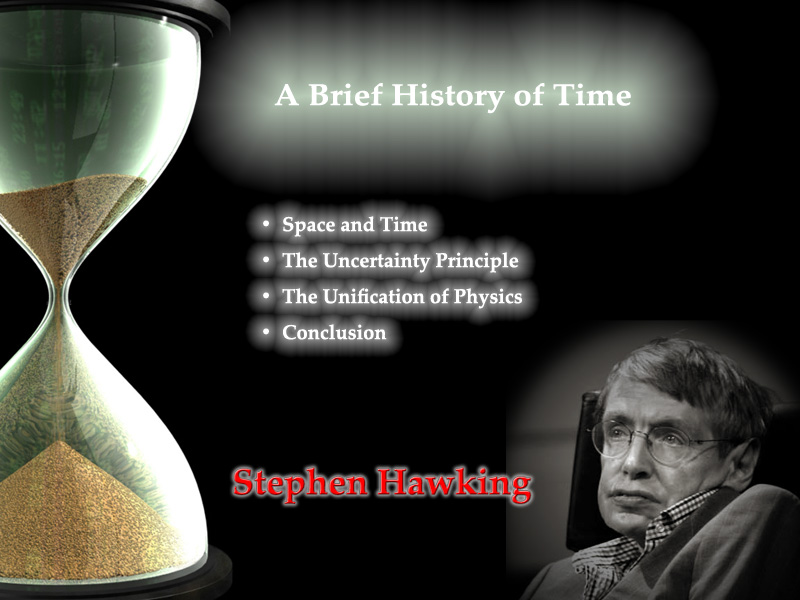 A Brief History of Time
• Space and Time
• The Uncertainty Principle
• The Unification of Physics
• Conclusion
Stephen Hawking